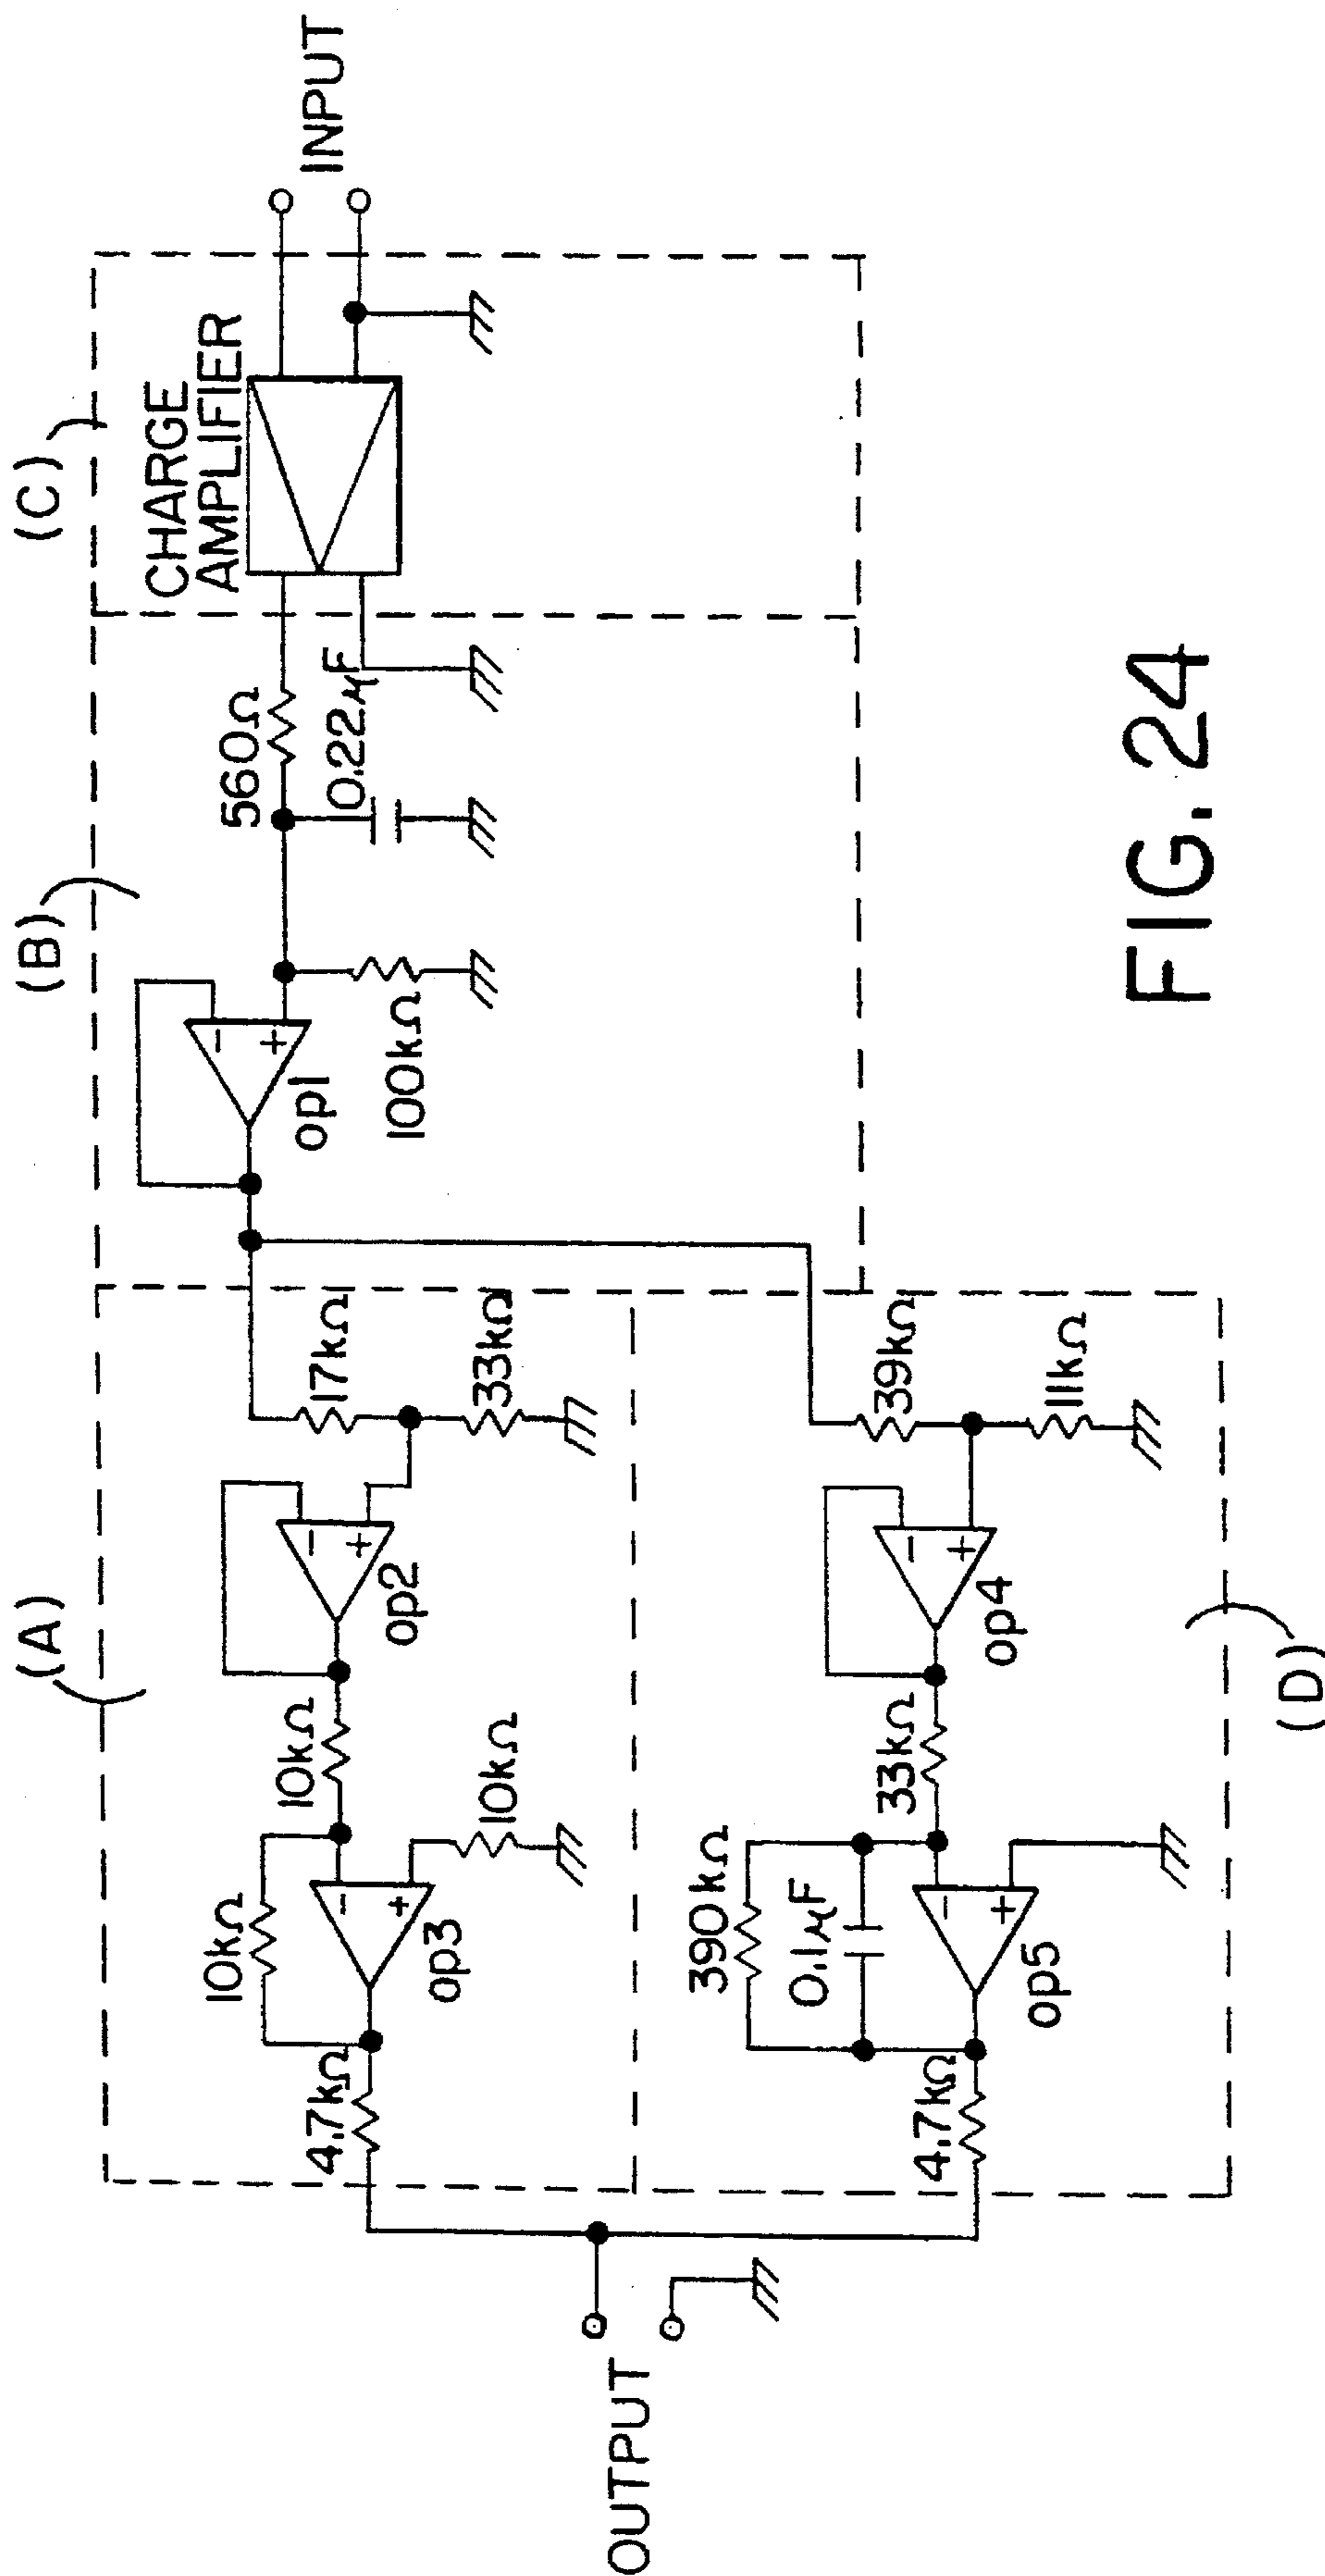 (A)
(B)
(C)
OUTPUT
4.7kΩ
10kΩ
op3
10kΩ
10kΩ
op2
17kΩ
33kΩ
op1
100kΩ
560Ω
0.22μF
CHARGE
AMPLIFIER
INPUT
4.7kΩ
390kΩ
0.1μF
op5
33kΩ
op4
39kΩ
11kΩ
(D)
FIG. 24
-
+
-
+
-
+
-
+
-
+